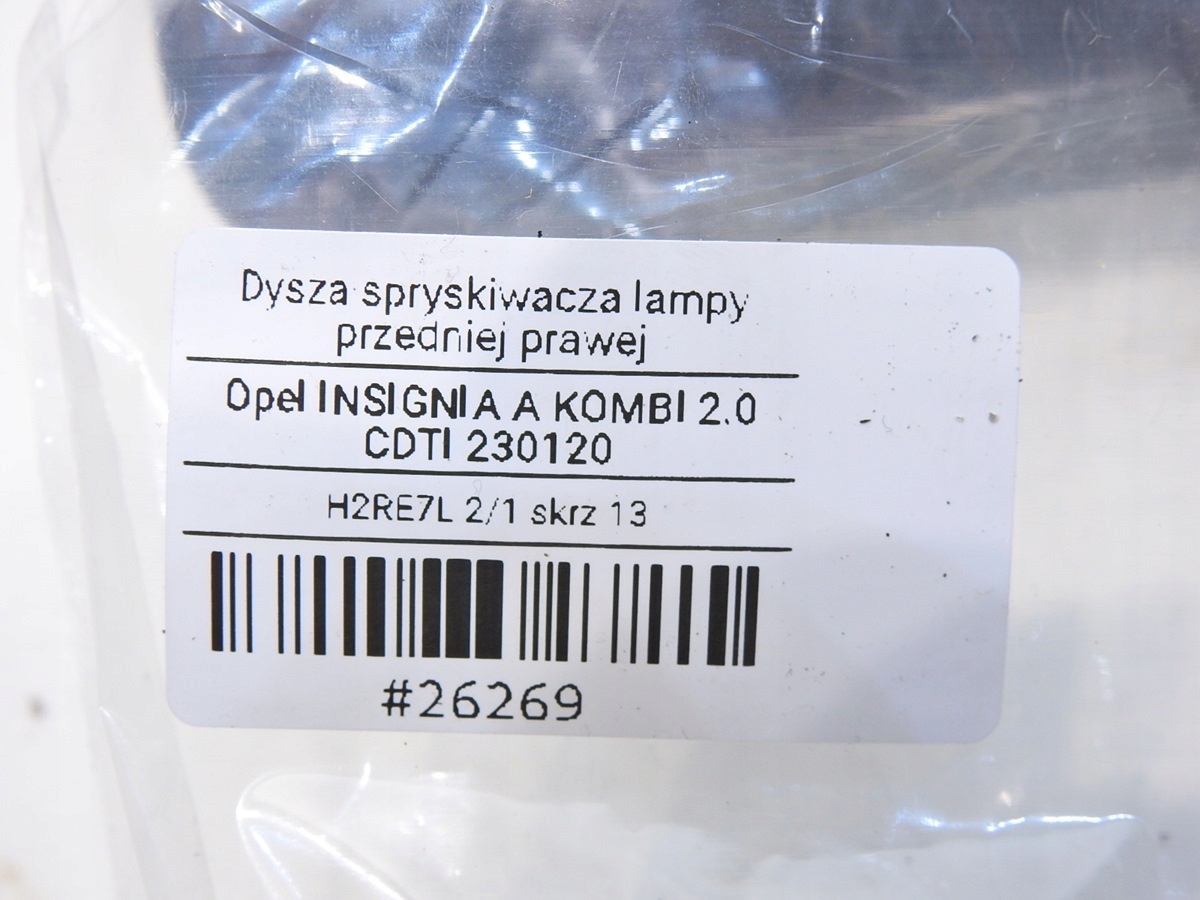 Dysza spryskiwacza lampy
przedniej prawej
Opel INSIGNIA A KOMBI 2.0
CDTI 230120
H2RE7L 2/1 skrz 13
#26269